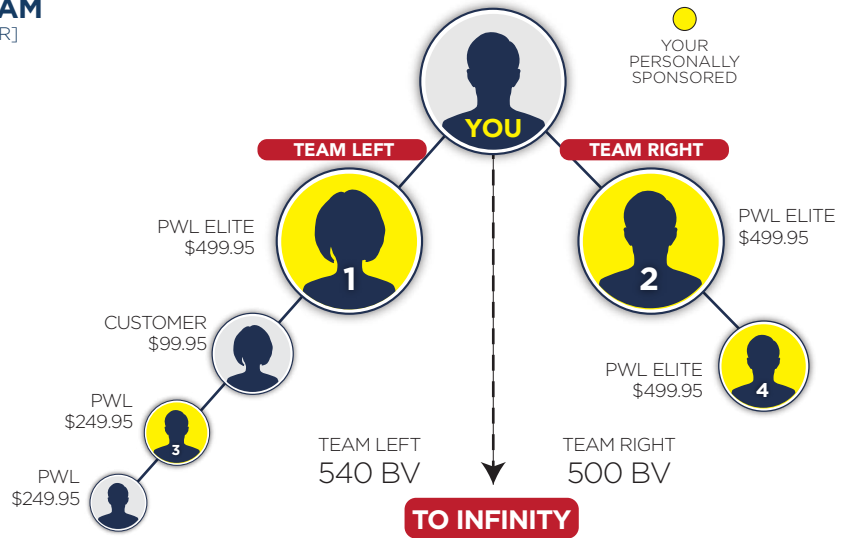 AM
R]
YOUR
PERSONALLY
SPONSORED
YOU
TEAM LEFT
TEAM RIGHT
PWL ELITE
$499.95
1
2
PWL ELITE
$499.95
CUSTOMER
$99.95
PWL ELITE
$499.95
4
PWL
$249.95
3
TEAM LEFT
540 BV
TEAM RIGHT
500 BV
PWL
$249.95
TO INFINITY